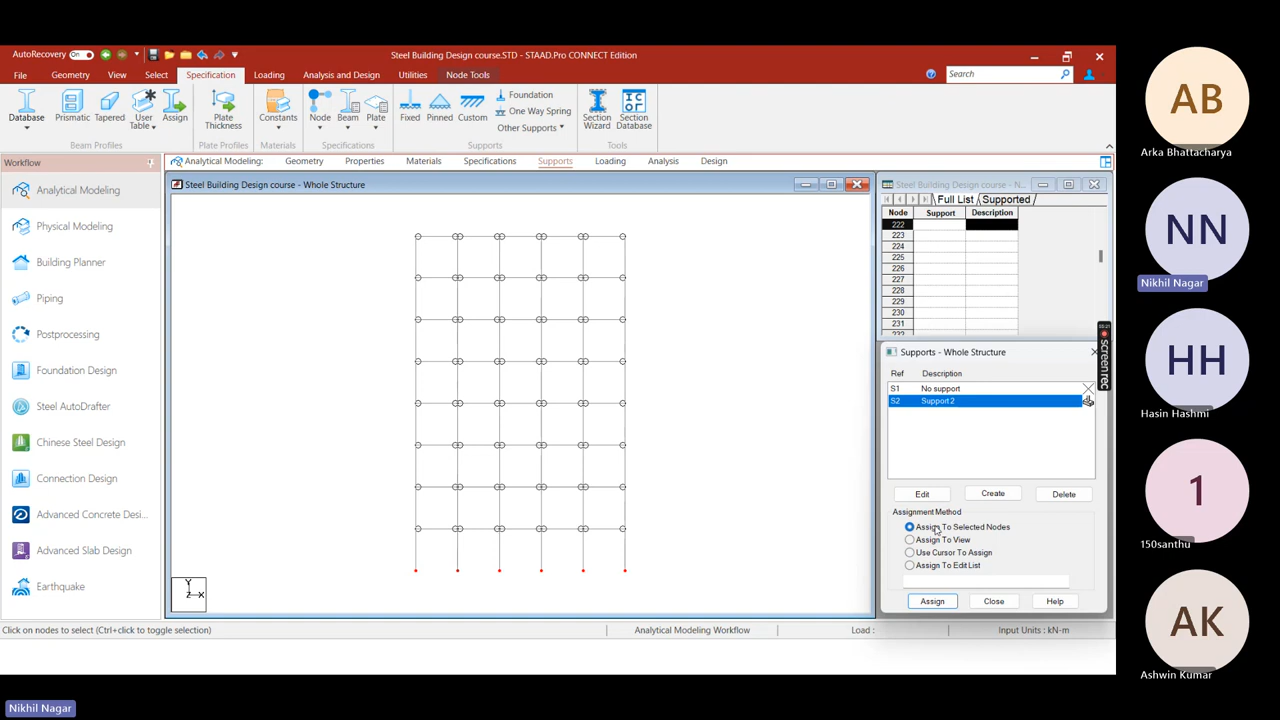 AutoRecovery On
Steel Building Design course.STD - STAAD.Pro CONNECT Edition
File Geometry View Select Specification Loading Analysis and Design Utilities Node Tools
Search
Database
Prismatic
Tapered
User
Table
Assign
Beam Profiles
Plate
Thickness
Plate Profiles
Constants
Materials
Node
Beam
Plate
Specifications
Fixed
Pinned
Custom
Foundation
One Way Spring
Other Supports
Supports
Section
Wizard
Section
Database
Tools
Workflow
Analytical Modeling: Geometry Properties Materials Specifications Supports Loading Analysis Design
Analytical Modeling
Physical Modeling
Building Planner
Piping
Postprocessing
Foundation Design
Steel AutoDrafter
Chinese Steel Design
Connection Design
Advanced Concrete Desi...
Advanced Slab Design
Earthquake
Steel Building Design course - Whole Structure
Y
Z X
Steel Building Design course - N...
Full List Supported
Node Support Description
222
223
224
225
226
227
228
229
230
231
Supports - Whole Structure
Ref Description
S1 No support
S2 Support 2
Edit Create Delete
Assignment Method
Assign To Selected Nodes
Assign To View
Use Cursor To Assign
Assign To Edit List
Assign Close Help
screen rec
Click on nodes to select (Ctrl+click to toggle selection)
Analytical Modeling Workflow
Load :
Input Units : kN-m
AB
Arka Bhattacharya
NN
Nikhil Nagar
HH
Hasin Hashmi
1
150santhu
AK
Ashwin Kumar
Nikhil Nagar